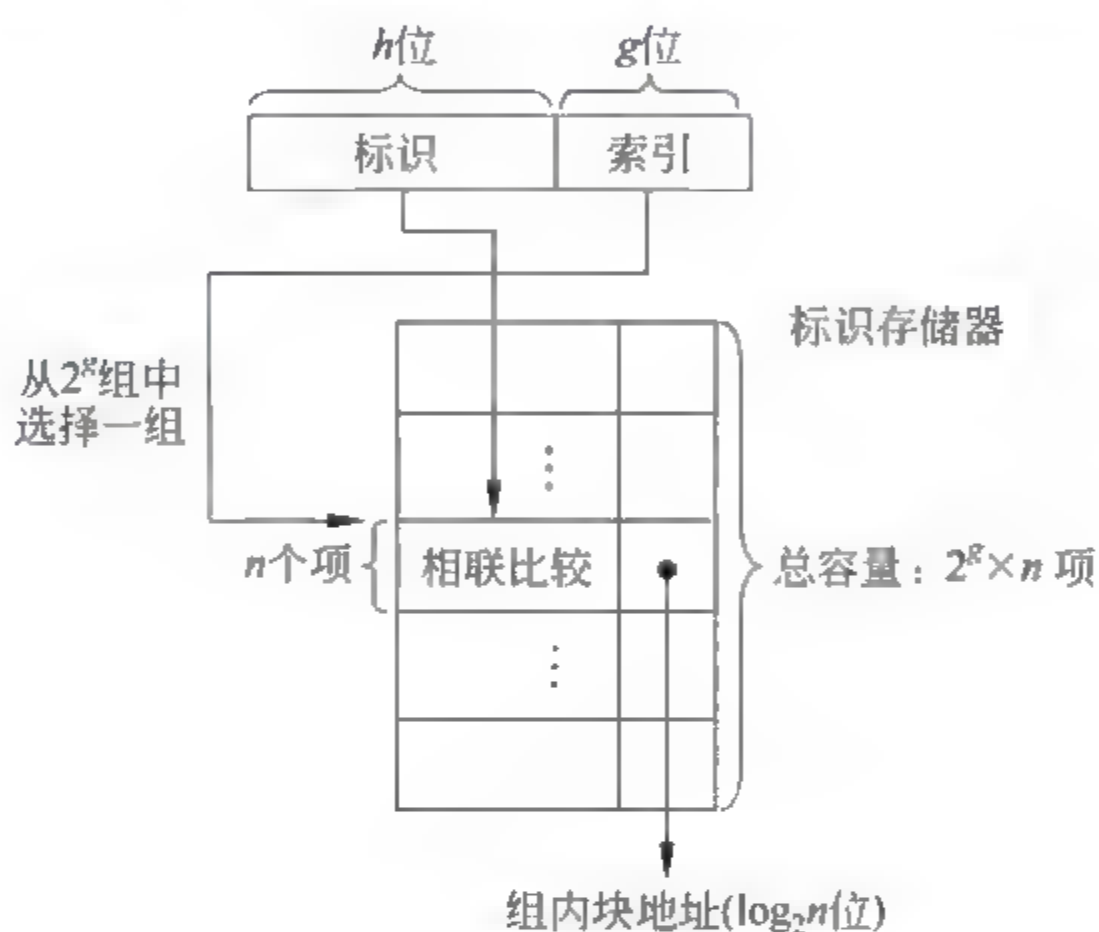 h位
g位
标识
索引
标识存储器
从2^g组中
选择一组
n个项
相联比较
总容量：2^g×n 项
组内块地址(log₂n位)